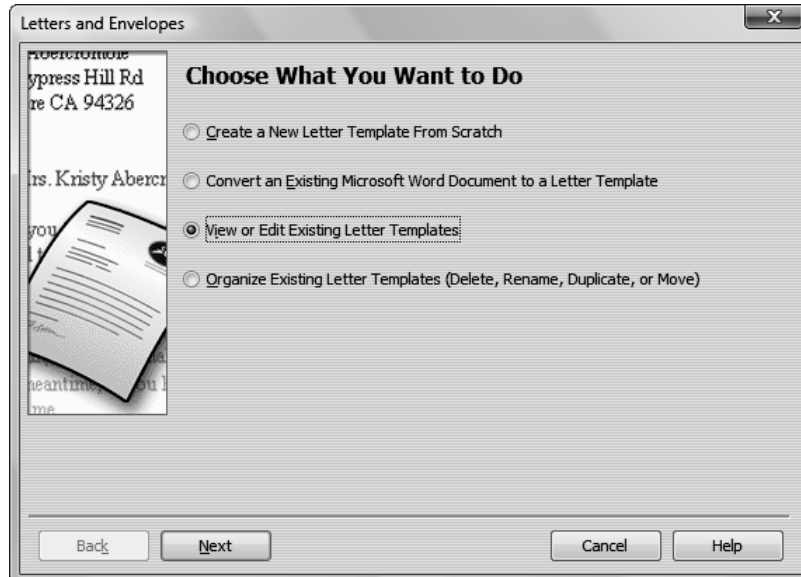 Letters and Envelopes
X
ypress Hill Rd
re CA 94326
rs. Kristy Abercr
you
Choose What You Want to Do
Create a New Letter Template From Scratch
Convert an Existing Microsoft Word Document to a Letter Template
View or Edit Existing Letter Templates
Organize Existing Letter Templates (Delete, Rename, Duplicate, or Move)
Back
Next
Cancel
Help